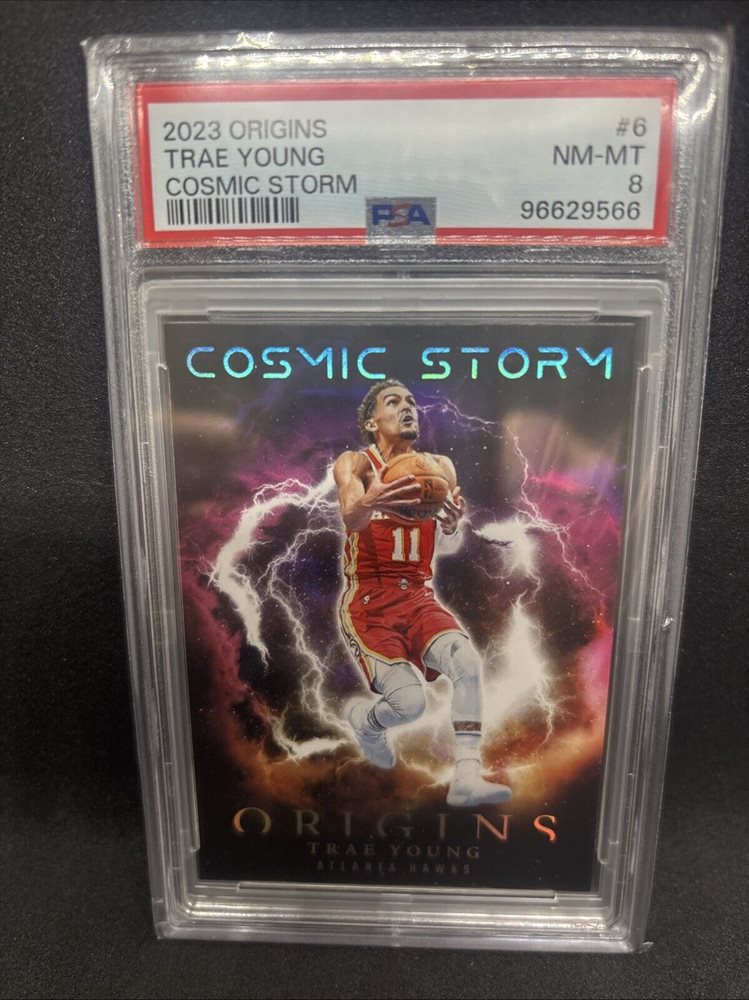 2023 ORIGINS #6
TRAE YOUNG NM-MT
COSMIC STORM 8
PSA 96629566
COSMIC STORM
11
ORIGINS
TRAE YOUNG
ATLANTA HAWKS